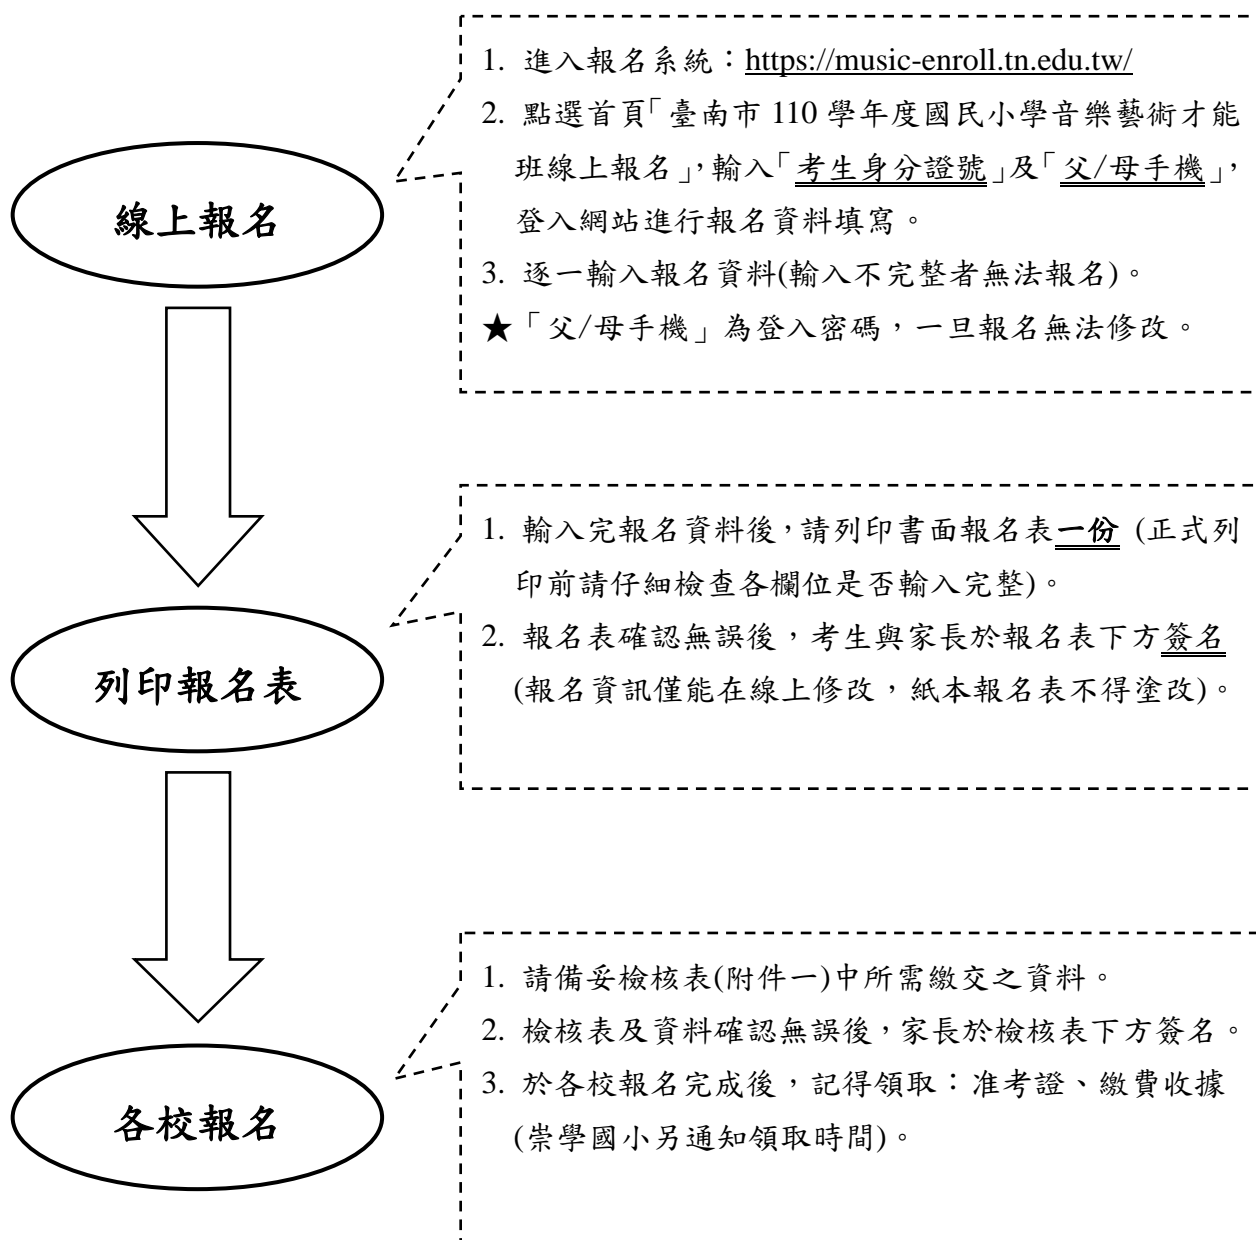 線上報名
1. 進入報名系統：https://music-enroll.tn.edu.tw/
2. 點選首頁「臺南市 110 學年度國民小學音樂藝術才能
班線上報名」，輸入「考生身分證號」及「父/母手機」，
登入網站進行報名資料填寫。
3. 逐一輸入報名資料(輸入不完整者無法報名)。
★「父/母手機」為登入密碼，一旦報名無法修改。
列印報名表
1. 輸入完報名資料後，請列印書面報名表一份 (正式列
印前請仔細檢查各欄位是否輸入完整)。
2. 報名表確認無誤後，考生與家長於報名表下方簽名
(報名資訊僅能在線上修改，紙本報名表不得塗改)。
各校報名
1. 請備妥檢核表(附件一)中所需繳交之資料。
2. 檢核表及資料確認無誤後，家長於檢核表下方簽名。
3. 於各校報名完成後，記得領取：准考證、繳費收據
(崇學國小另通知領取時間)。